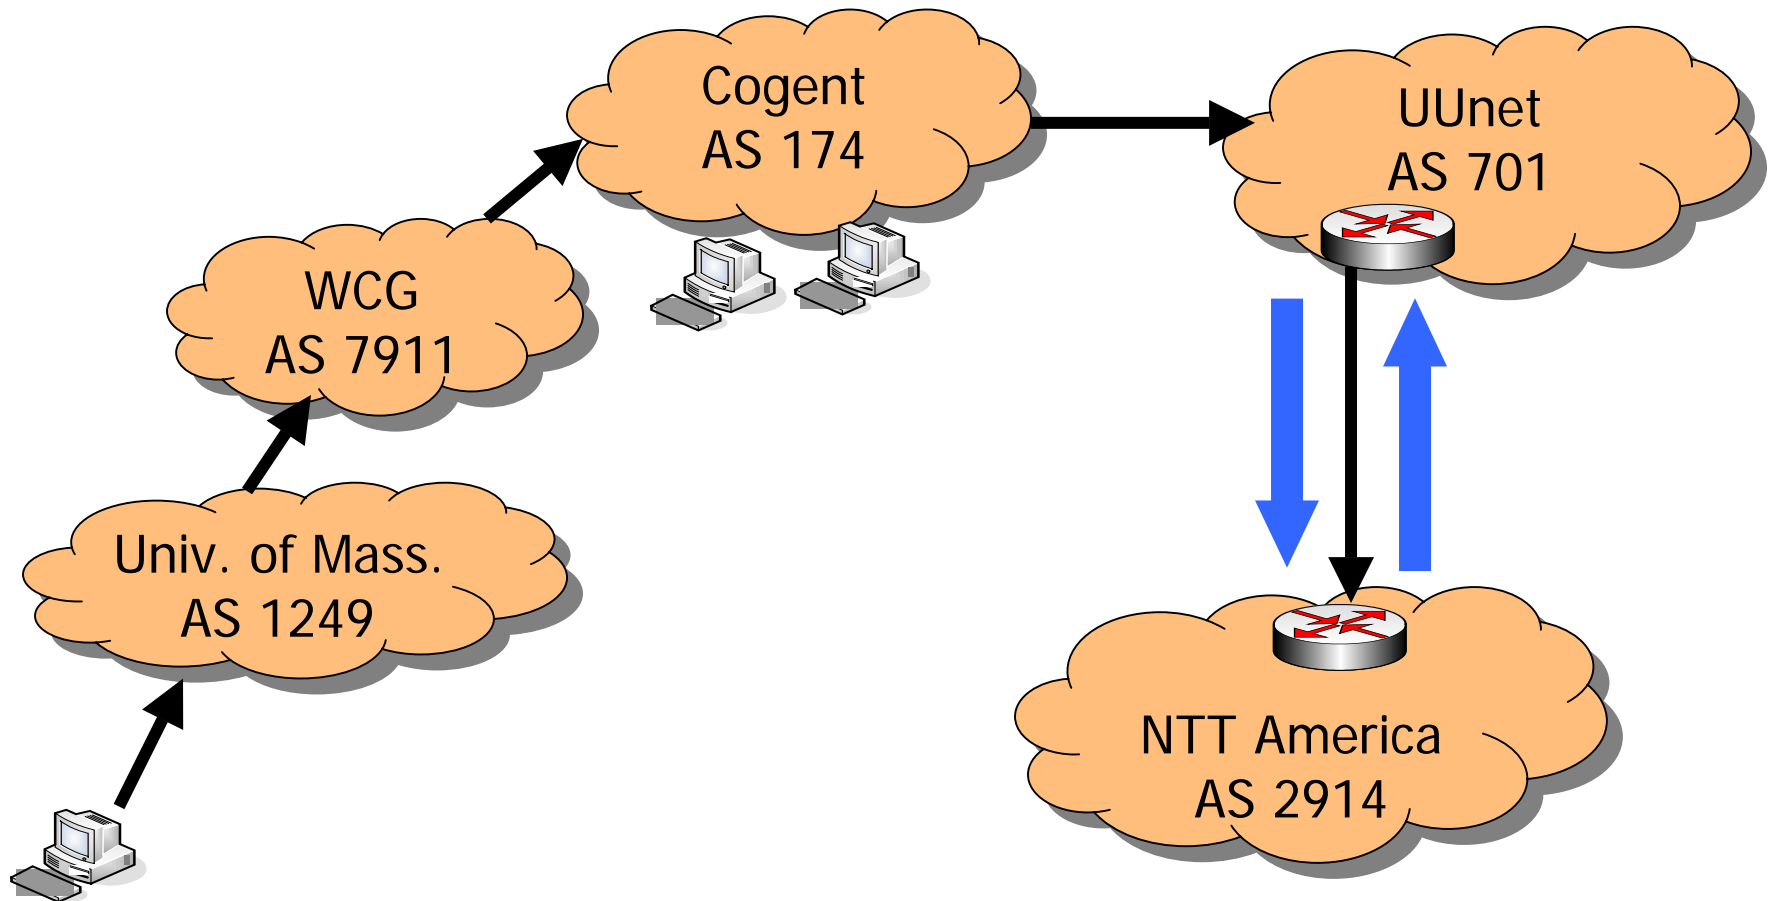 Cogent
AS 174
UUnet
AS 701
WCG
AS 7911
Univ. of Mass.
AS 1249
NTT America
AS 2914